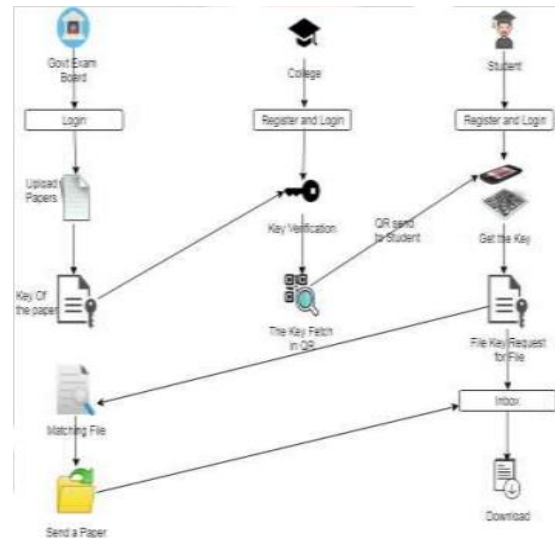 Govt Exam
Board
College
Student
Login
Register and Login
Register and Login
Upload
Papers
Key Verification
QR send
to Student
Get the Key
Key Of
the paper
The Key Fetch
in QR
File Key Request
for File
Matching File
Inbox
Send a Paper
Download